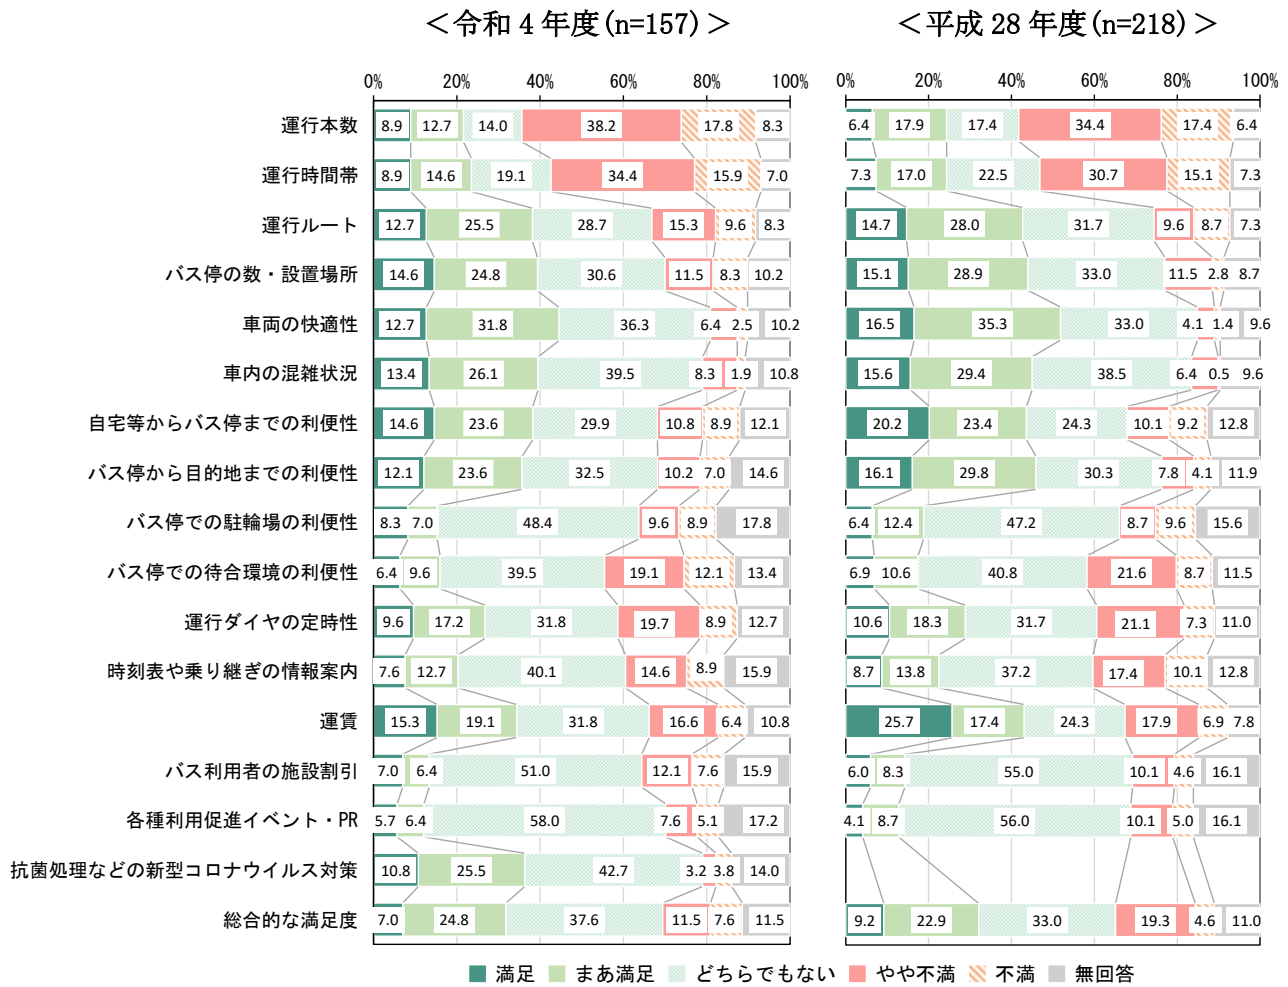 ＜令和 4 年度(n=157)＞ ＜平成 28 年度(n=218)＞
0% 20% 40% 60% 80% 100% 0% 20% 40% 60% 80% 100%
運行本数 8.9 12.7 14.0 38.2 17.8 8.3 6.4 17.9 17.4 34.4 17.4 6.4
運行時間帯 8.9 14.6 19.1 34.4 15.9 7.0 7.3 17.0 22.5 30.7 15.1 7.3
運行ルート 12.7 25.5 28.7 15.3 9.6 8.3 14.7 28.0 31.7 9.6 8.7 7.3
バス停の数・設置場所 14.6 24.8 30.6 11.5 8.3 10.2 15.1 28.9 33.0 11.5 2.8 8.7
車両の快適性 12.7 31.8 36.3 6.4 2.5 10.2 16.5 35.3 33.0 4.1 1.4 9.6
車内の混雑状況 13.4 26.1 39.5 8.3 1.9 10.8 15.6 29.4 38.5 6.4 0.5 9.6
自宅等からバス停までの利便性 14.6 23.6 29.9 10.8 8.9 12.1 20.2 23.4 24.3 10.1 9.2 12.8
バス停から目的地までの利便性 12.1 23.6 32.5 10.2 7.0 14.6 16.1 29.8 30.3 7.8 4.1 11.9
バス停での駐輪場の利便性 8.3 7.0 48.4 9.6 8.9 17.8 6.4 12.4 47.2 8.7 9.6 15.6
バス停での待合環境の利便性 6.4 9.6 39.5 19.1 12.1 13.4 6.9 10.6 40.8 21.6 8.7 11.5
運行ダイヤの定時性 9.6 17.2 31.8 19.7 8.9 12.7 10.6 18.3 31.7 21.1 7.3 11.0
時刻表や乗り継ぎの情報案内 7.6 12.7 40.1 14.6 8.9 15.9 8.7 13.8 37.2 17.4 10.1 12.8
運賃 15.3 19.1 31.8 16.6 6.4 10.8 25.7 17.4 24.3 17.9 6.9 7.8
バス利用者の施設割引 7.0 6.4 51.0 12.1 7.6 15.9 6.0 8.3 55.0 10.1 4.6 16.1
各種利用促進イベント・PR 5.7 6.4 58.0 7.6 5.1 17.2 4.1 8.7 56.0 10.1 5.0 16.1
抗菌処理などの新型コロナウイルス対策 10.8 25.5 42.7 3.2 3.8 14.0
総合的な満足度 7.0 24.8 37.6 11.5 7.6 11.5 9.2 22.9 33.0 19.3 4.6 11.0
満足 まあ満足 どちらでもない やや不満 不満 無回答